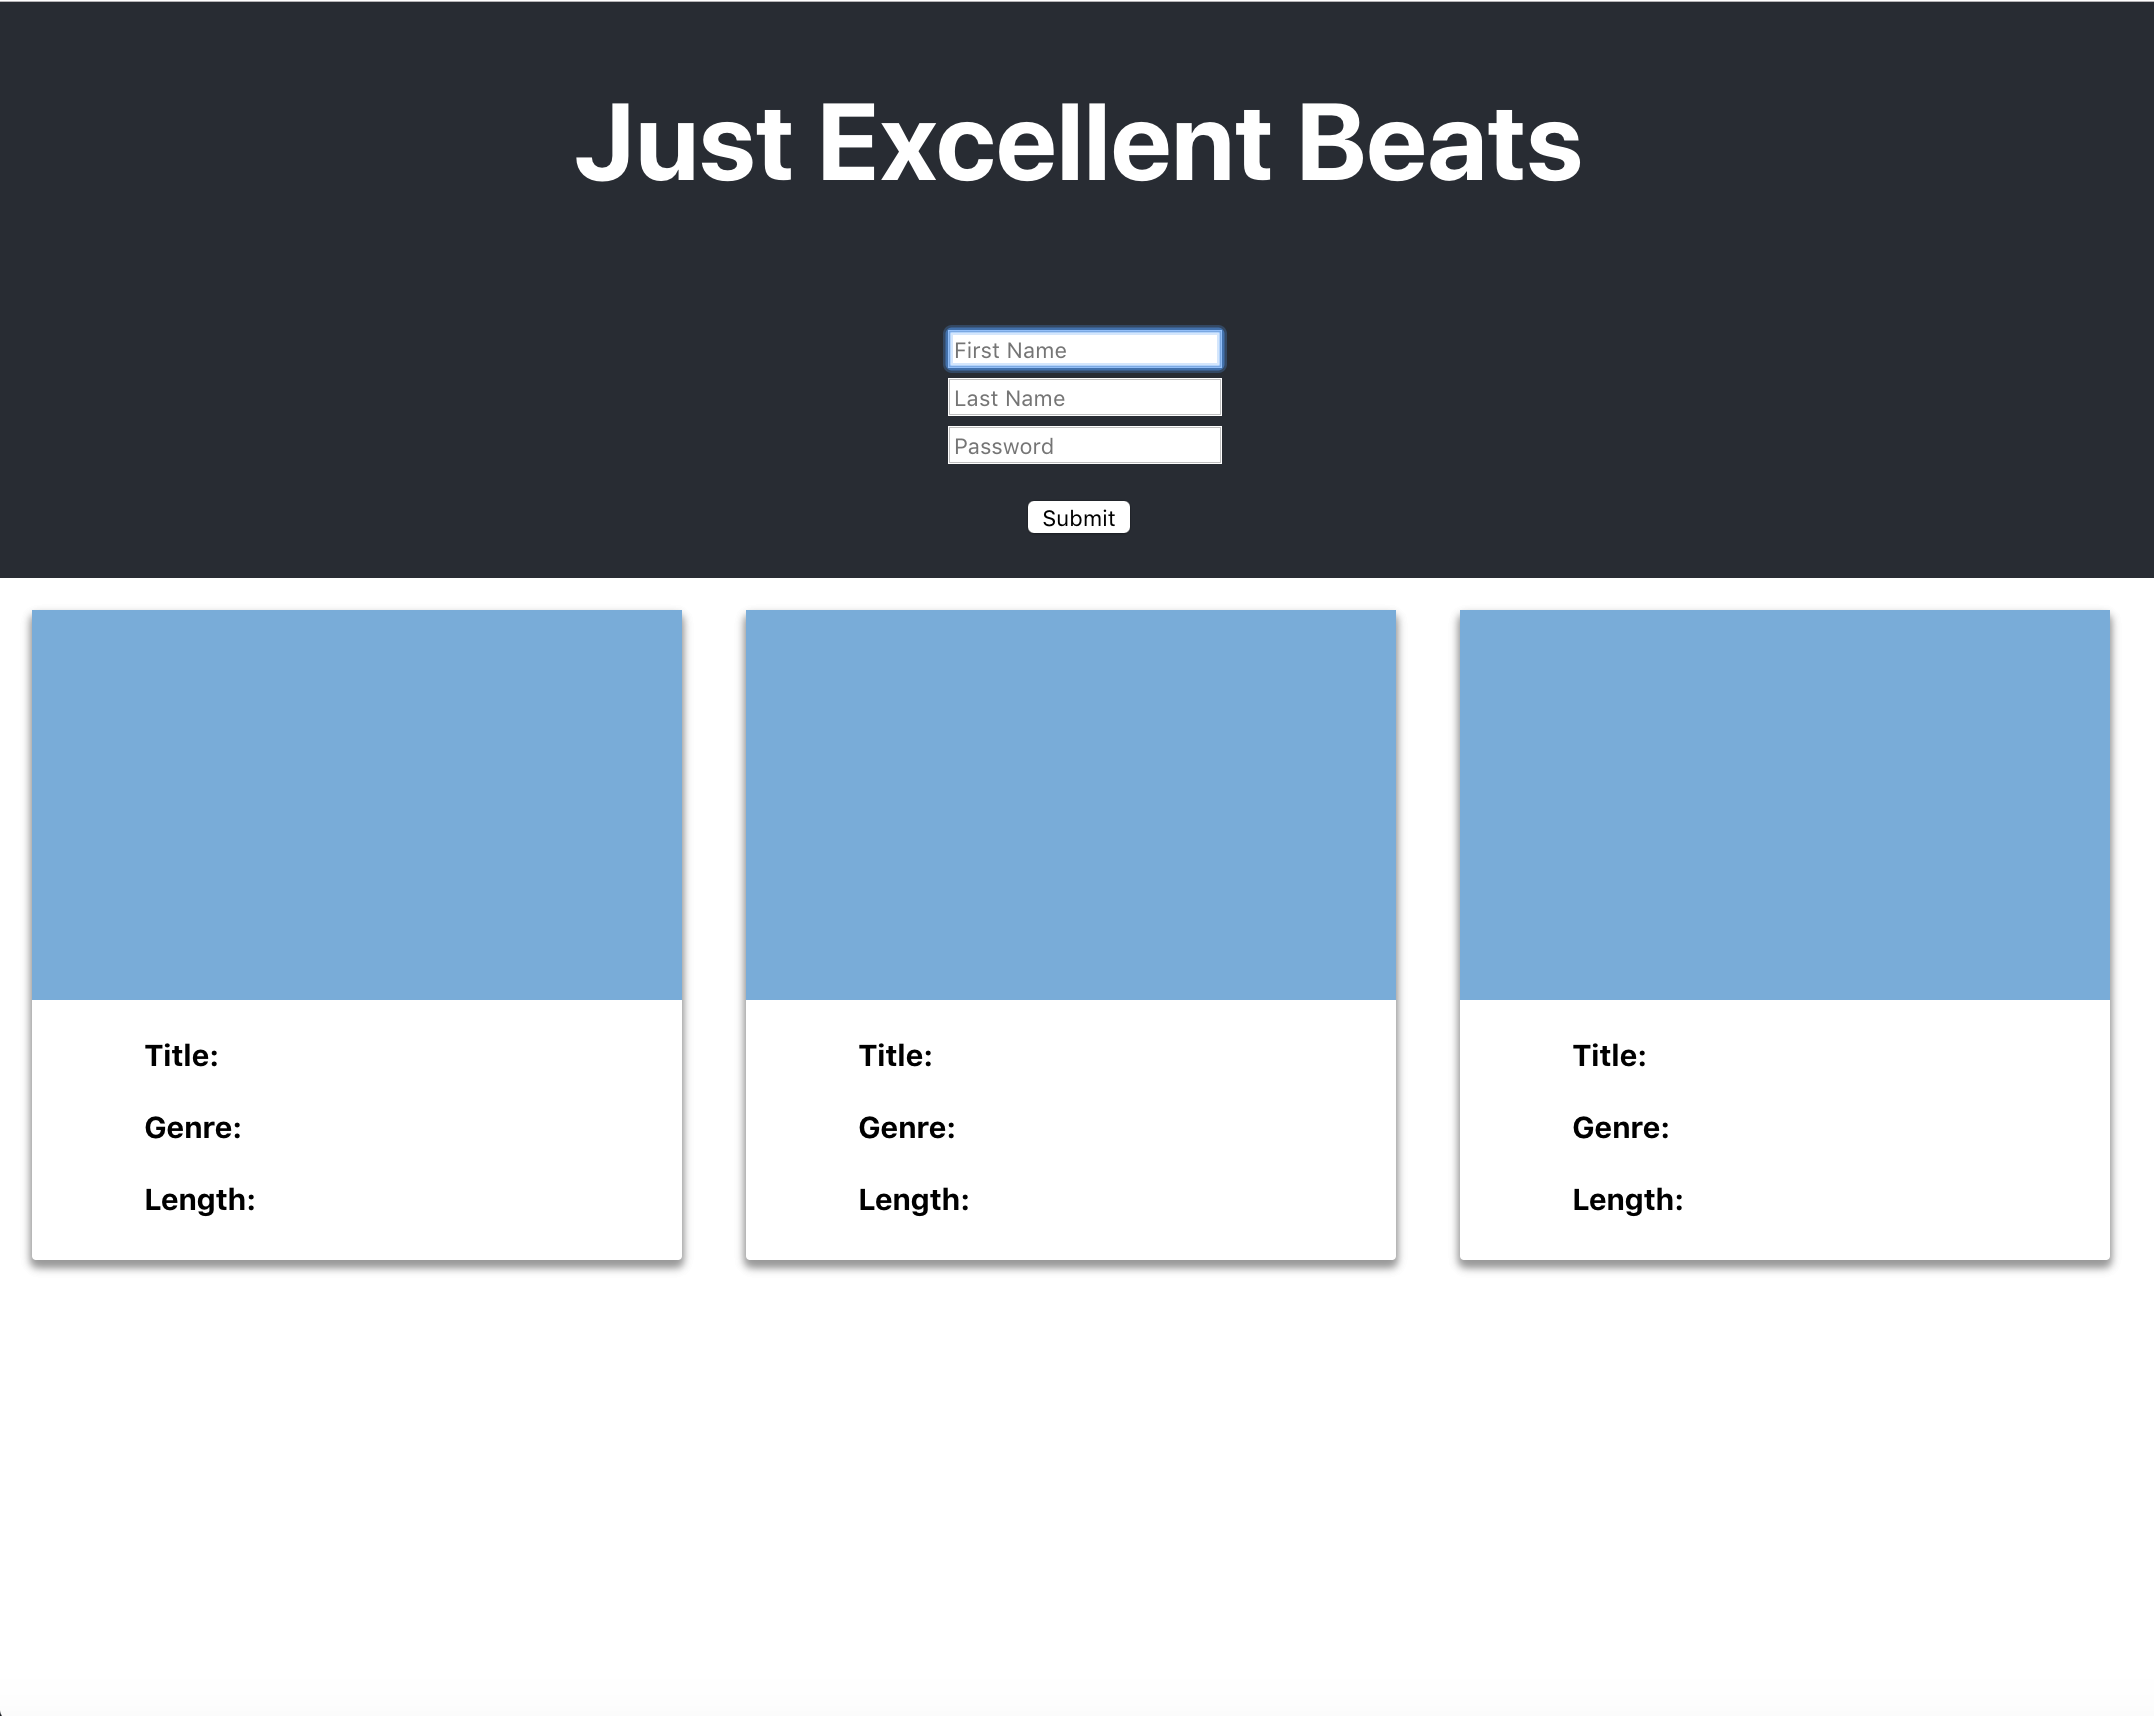 Just Excellent Beats
First Name
Last Name
Password
Submit
Title:
Genre:
Length:
Title:
Genre:
Length:
Title:
Genre:
Length: